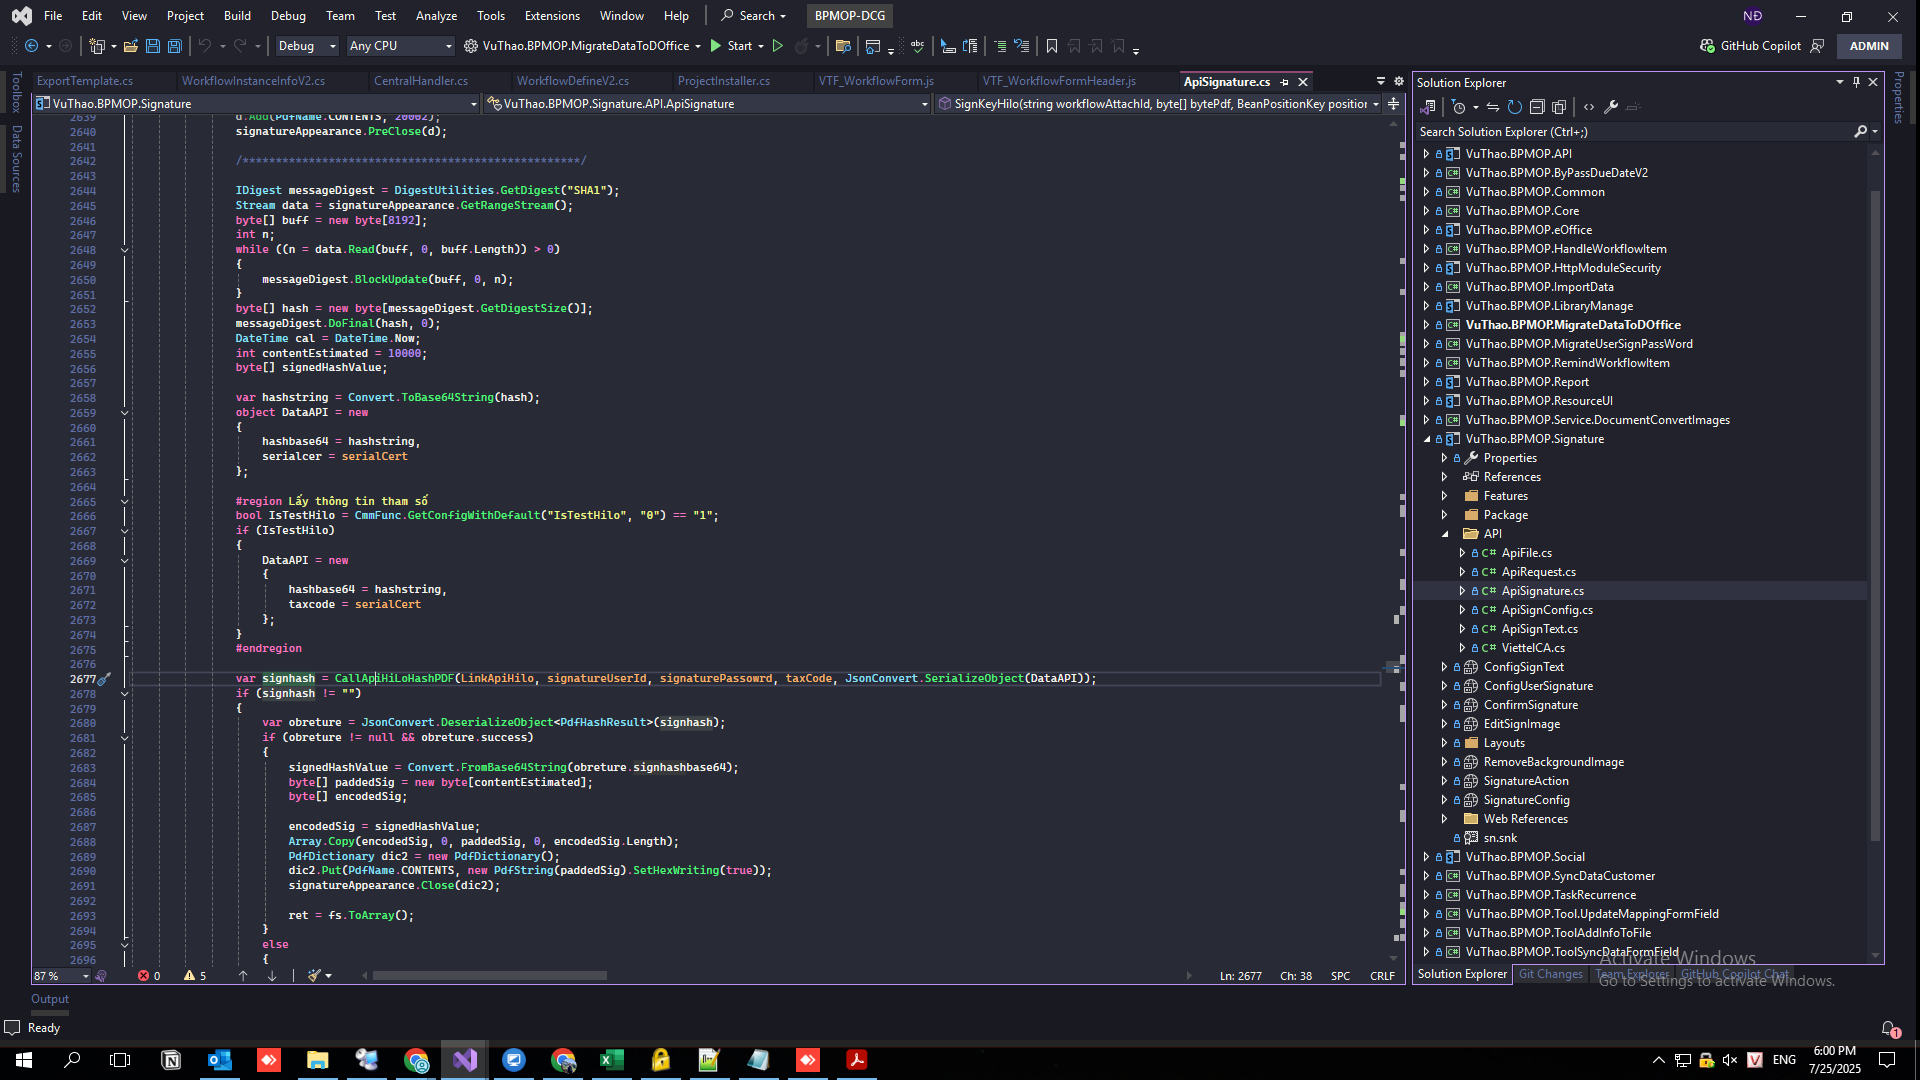 File Edit View Project Build Debug Team Test Analyze Tools Extensions Window Help Search BPMOP-DCG NĐ
Debug Any CPU VuThao.BPMOP.MigrateDataToDOffice Start GitHub Copilot ADMIN
Toolbox
Data Sources
ExportTemplate.cs WorkflowInstanceInfoV2.cs CentralHandler.cs WorkflowDefineV2.cs ProjectInstaller.cs VTF_WorkflowForm.js VTF_WorkflowFormHeader.js ApiSignature.cs
VuThao.BPMOP.Signature VuThao.BPMOP.Signature.API.ApiSignature SignKeyHilo(string workflowAttachId, byte[] bytePdf, BeanPositionKey position
2639 d.Add(PdfName.CONTENTS, 20002);
2640 signatureAppearance.PreClose(d);
2641
2642 /***************************************************/
2643
2644 IDigest messageDigest = DigestUtilities.GetDigest("SHA1");
2645 Stream data = signatureAppearance.GetRangeStream();
2646 byte[] buff = new byte[8192];
2647 int n;
2648 while ((n = data.Read(buff, 0, buff.Length)) > 0)
2649 {
2650 messageDigest.BlockUpdate(buff, 0, n);
2651 }
2652 byte[] hash = new byte[messageDigest.GetDigestSize()];
2653 messageDigest.DoFinal(hash, 0);
2654 DateTime cal = DateTime.Now;
2655 int contentEstimated = 10000;
2656 byte[] signedHashValue;
2657
2658 var hashstring = Convert.ToBase64String(hash);
2659 object DataAPI = new
2660 {
2661 hashbase64 = hashstring,
2662 serialcer = serialCert
2663 };
2664
2665 #region Lấy thông tin tham số
2666 bool IsTestHilo = CmmFunc.GetConfigWithDefault("IsTestHilo", "0") == "1";
2667 if (IsTestHilo)
2668 {
2669 DataAPI = new
2670 {
2671 hashbase64 = hashstring,
2672 taxcode = serialCert
2673 };
2674 }
2675 #endregion
2676
2677 var signhash = CallApiHiLoHashPDF(LinkApiHilo, signatureUserId, signaturePassowrd, taxCode, JsonConvert.SerializeObject(DataAPI));
2678 if (signhash != "")
2679 {
2680 var obreture = JsonConvert.DeserializeObject<PdfHashResult>(signhash);
2681 if (obreture != null && obreture.success)
2682 {
2683 signedHashValue = Convert.FromBase64String(obreture.signhashbase64);
2684 byte[] paddedSig = new byte[contentEstimated];
2685 byte[] encodedSig;
2686
2687 encodedSig = signedHashValue;
2688 Array.Copy(encodedSig, 0, paddedSig, 0, encodedSig.Length);
2689 PdfDictionary dic2 = new PdfDictionary();
2690 dic2.Put(PdfName.CONTENTS, new PdfString(paddedSig).SetHexWriting(true));
2691 signatureAppearance.Close(dic2);
2692
2693 ret = fs.ToArray();
2694 }
2695 else
2696 {
87 % 0 5 Ln: 2677 Ch: 38 SPC CRLF
Output
Ready
Solution Explorer
Search Solution Explorer (Ctrl+;)
VuThao.BPMOP.API
VuThao.BPMOP.ByPassDueDateV2
VuThao.BPMOP.Common
VuThao.BPMOP.Core
VuThao.BPMOP.eOffice
VuThao.BPMOP.HandleWorkflowItem
VuThao.BPMOP.HttpModuleSecurity
VuThao.BPMOP.ImportData
VuThao.BPMOP.LibraryManage
VuThao.BPMOP.MigrateDataToDOffice
VuThao.BPMOP.MigrateUserSignPassWord
VuThao.BPMOP.RemindWorkflowItem
VuThao.BPMOP.Report
VuThao.BPMOP.ResourceUI
VuThao.BPMOP.Service.DocumentConvertImages
VuThao.BPMOP.Signature
Properties
References
Features
Package
API
C# ApiFile.cs
C# ApiRequest.cs
C# ApiSignature.cs
C# ApiSignConfig.cs
C# ApiSignText.cs
C# ViettelCA.cs
ConfigSignText
ConfigUserSignature
ConfirmSignature
EditSignImage
Layouts
RemoveBackgroundImage
SignatureAction
SignatureConfig
Web References
sn.snk
VuThao.BPMOP.Social
VuThao.BPMOP.SyncDataCustomer
VuThao.BPMOP.TaskRecurrence
VuThao.BPMOP.Tool.UpdateMappingFormField
VuThao.BPMOP.ToolAddInfoToFile
VuThao.BPMOP.ToolSyncDataFormField
Solution Explorer Git Changes Team Explorer GitHub Copilot Chat
Properties
Activate Windows
Go to Settings to activate Windows.
1
ENG
6:00 PM
7/25/2025